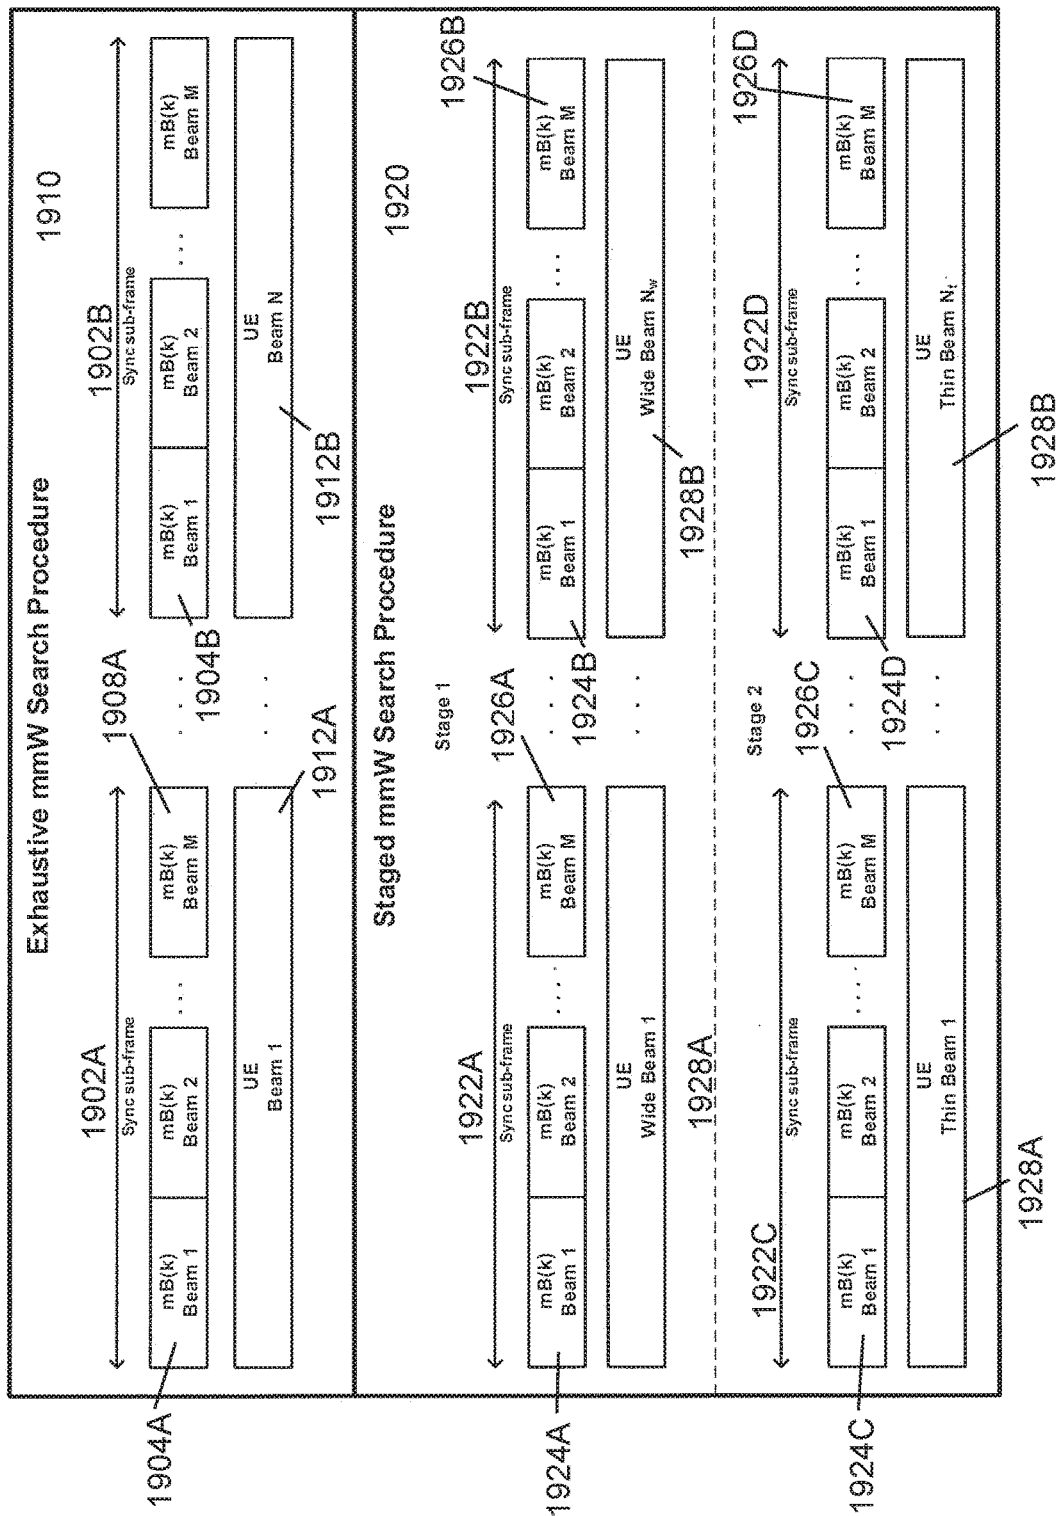 Exhaustive mmW Search Procedure
1910
1902A
Sync sub-frame
1902B
Sync sub-frame
1904A
mB(k)
Beam 1
mB(k)
Beam 2
. . . .
mB(k)
Beam M
1908A
. . .
1904B
mB(k)
Beam 1
mB(k)
Beam 2
. . .
mB(k)
Beam M
UE
Beam 1
1912A
. . .
UE
Beam N
1912B
Staged mmW Search Procedure
1920
Stage 1
1922A
Sync sub-frame
1922B
Sync sub-frame
1924A
mB(k)
Beam 1
mB(k)
Beam 2
. . . .
mB(k)
Beam M
1926A
. . .
1924B
mB(k)
Beam 1
mB(k)
Beam 2
. . .
mB(k)
Beam M
1926B
UE
Wide Beam 1
1928A
. . .
UE
Wide Beam Nw
1928B
Stage 2
1922C
Sync sub-frame
1922D
Sync sub-frame
1924C
mB(k)
Beam 1
mB(k)
Beam 2
. . . .
mB(k)
Beam M
1926C
. . .
1924D
mB(k)
Beam 1
mB(k)
Beam 2
. . .
mB(k)
Beam M
1926D
UE
Thin Beam 1
1928A
. . .
UE
Thin Beam Nt
1928B